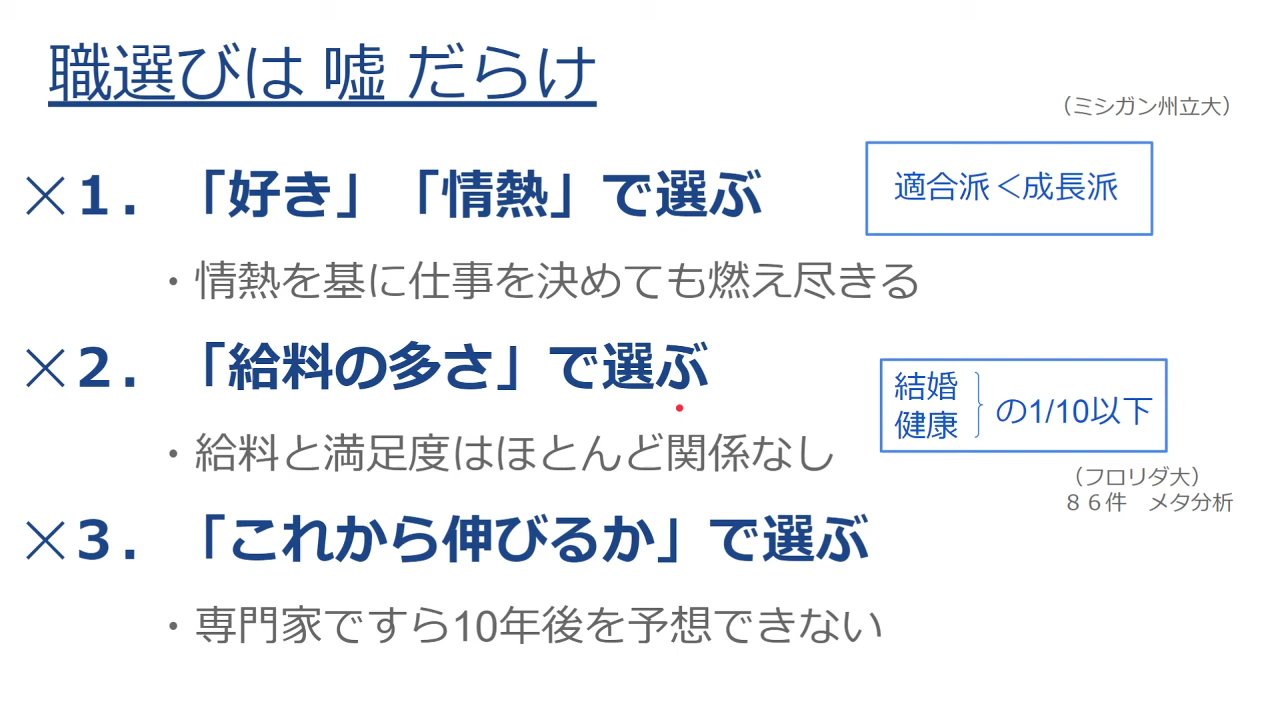 職選びは 嘘 だらけ
（ミシガン州立大）
×１．「好き」「情熱」で選ぶ
適合派＜成長派
・情熱を基に仕事を決めても燃え尽きる
×２．「給料の多さ」で選ぶ
結婚
健康
の1/10以下
・給料と満足度はほとんど関係なし
（フロリダ大）
８６件　メタ分析
×３．「これから伸びるか」で選ぶ
・専門家ですら10年後を予想できない